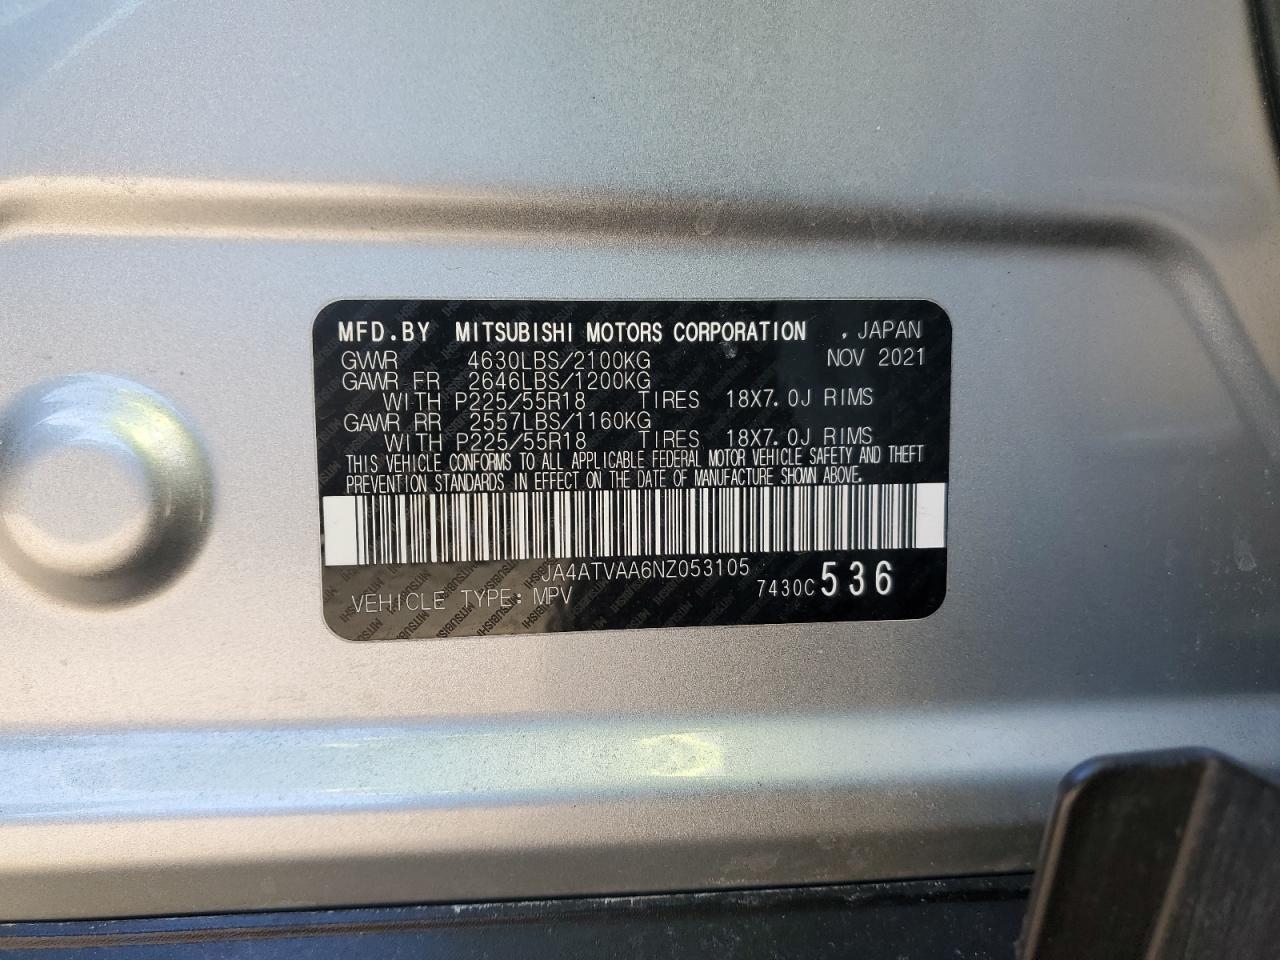 MFD.BY MITSUBISHI MOTORS CORPORATION , JAPAN
GVWR 4630LBS/2100KG NOV 2021
GAWR FR 2646LBS/1200KG
WITH P225/55R18 TIRES 18X7.0J RIMS
GAWR RR 2557LBS/1160KG
WITH P225/55R18 TIRES 18X7.0J RIMS
THIS VEHICLE CONFORMS TO ALL APPLICABLE FEDERAL MOTOR VEHICLE SAFETY AND THEFT
PREVENTION STANDARDS IN EFFECT ON THE DATE OF MANUFACTURE SHOWN ABOVE.
JA4ATVAA6NZ053105
VEHICLE TYPE: MPV 7430C 536